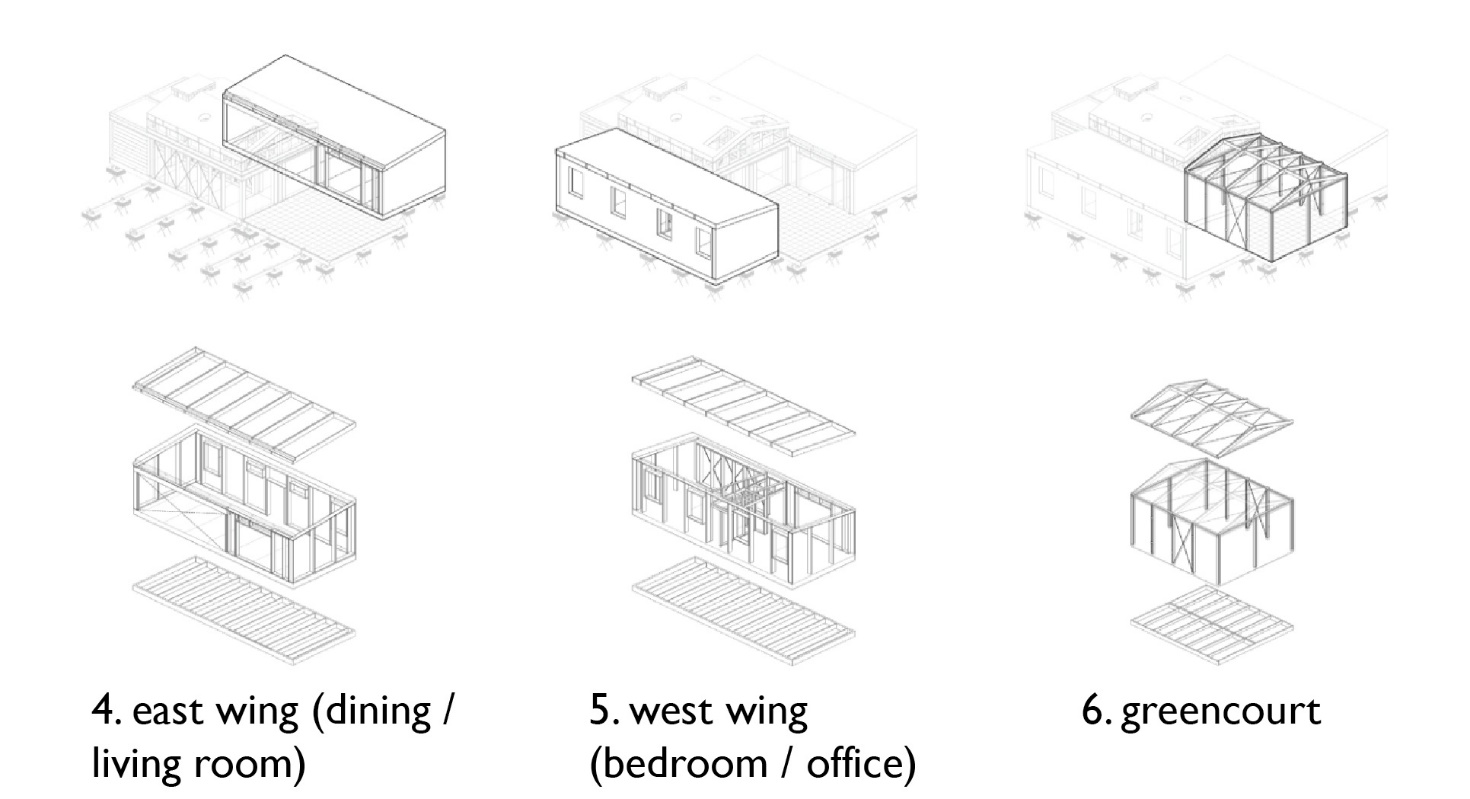 4. east wing (dining /
living room)
5. west wing
(bedroom / office)
6. greencourt